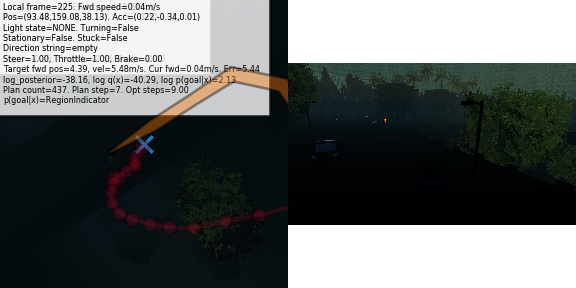 Local frame=225: Fwd speed=0.04m/s
Pos=(93.48,159.08,38.13). Acc=(0.22,-0.34,0.01)
Light state=NONE. Turning=False
Stationary=False. Stuck=False
Direction string=empty
Steer=1.00, Throttle=1.00, Brake=0.00
Target fwd pos=4.39, vel=5.48m/s. Cur fwd=0.04m/s. Err=5.44
log_posterior=-38.16, log q(x)=-40.29, log p(goal|x)=2.13
Plan count=437. Plan step=7. Opt steps=9.00
p(goal|x)=RegionIndicator